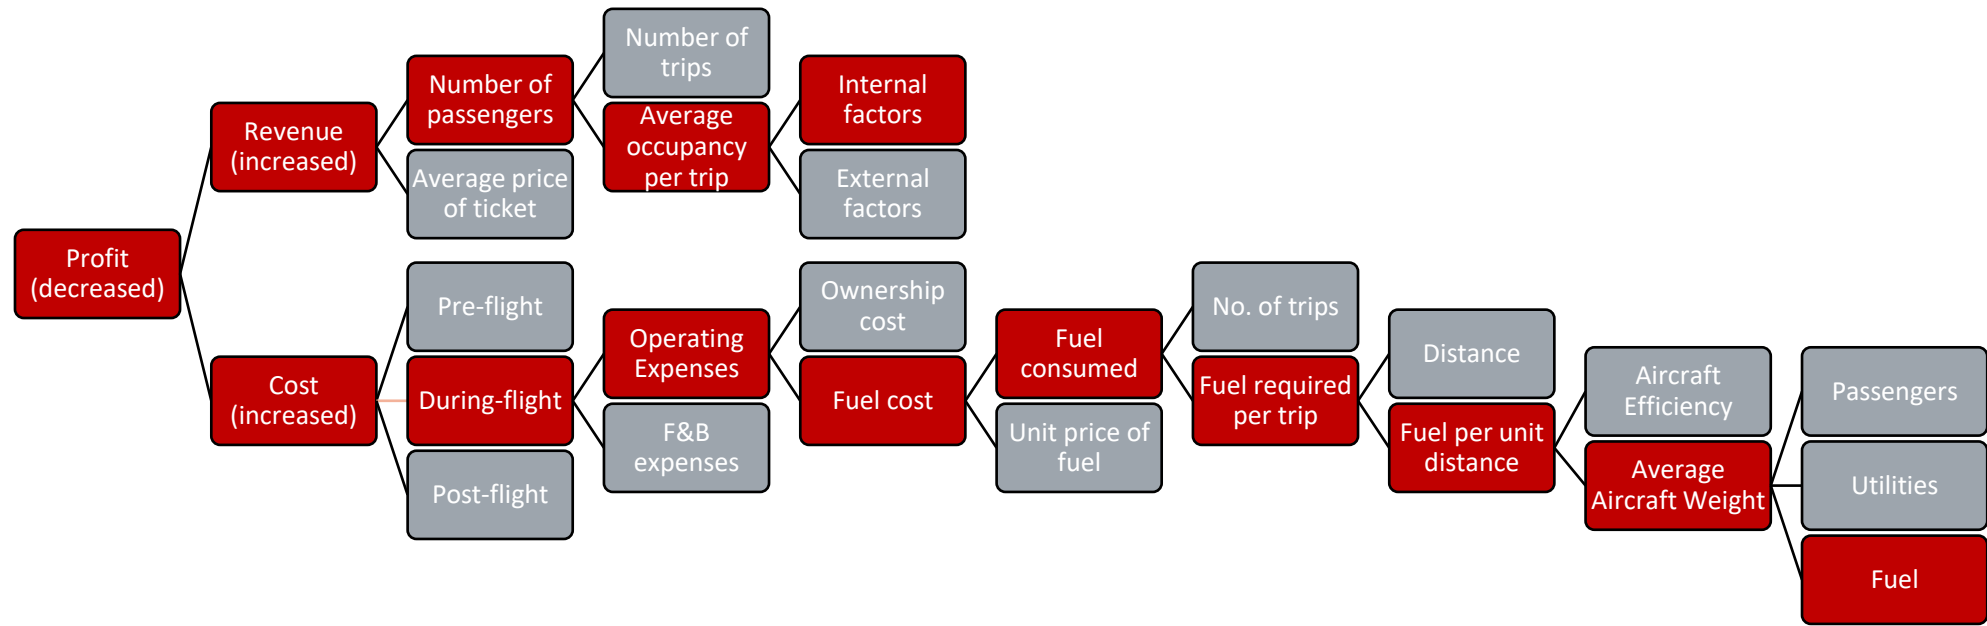 Profit
(decreased)
Revenue
(increased)
Number of
passengers
Number of
trips
Average
occupancy
per trip
Internal
factors
External
factors
Average price
of ticket
Cost
(increased)
Pre-flight
During-flight
Operating
Expenses
Ownership
cost
Fuel cost
Fuel
consumed
No. of trips
Fuel required
per trip
Distance
Fuel per unit
distance
Aircraft
Efficiency
Average
Aircraft Weight
Passengers
Utilities
Fuel
Unit price of
fuel
F&B
expenses
Post-flight